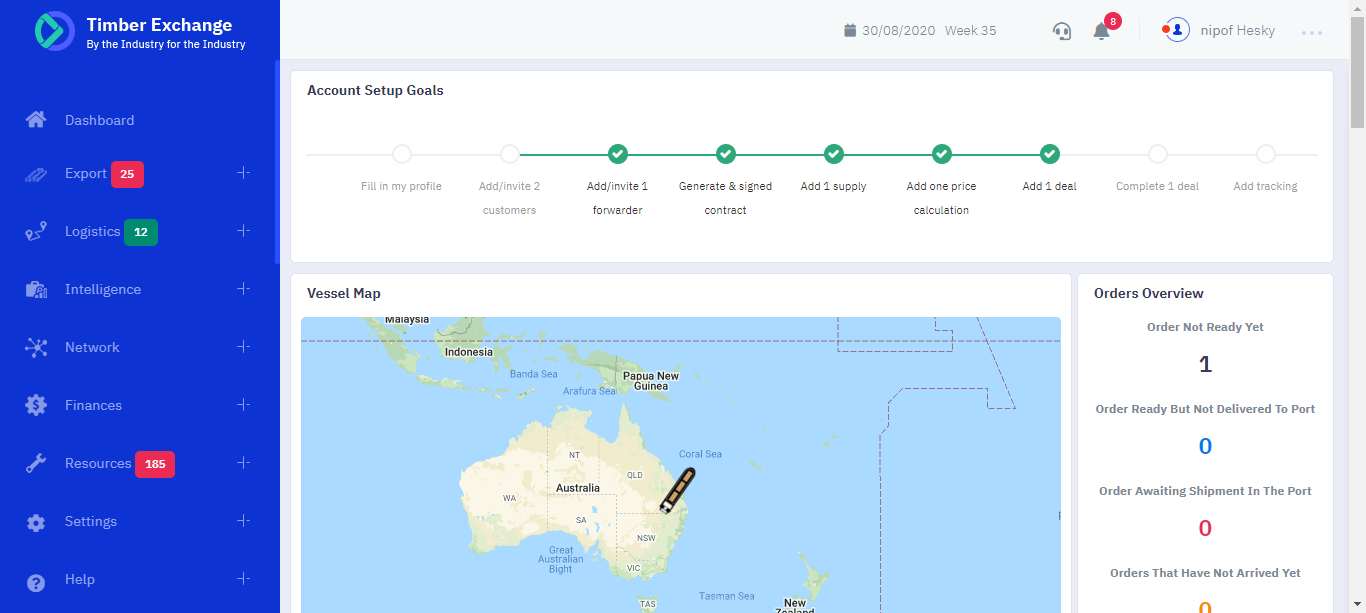 Timber Exchange
By the Industry for the Industry
30/08/2020 Week 35
8
nipof Hesky
Dashboard
Export 25
Logistics 12
Intelligence
Network
Finances
Resources 185
Settings
Help
Account Setup Goals
Fill in my profile
Add/invite 2
customers
Add/invite 1
forwarder
Generate & signed
contract
Add 1 supply
Add one price
calculation
Add 1 deal
Complete 1 deal
Add tracking
Vessel Map
Malaysia
Indonesia
Banda Sea
Papua New
Guinea
Arafura Sea
Coral Sea
NT
QLD
Australia
WA
SA
NSW
Great
Australian
Bight
VIC
Tasman Sea
TAS
New
Zealand
Orders Overview
Order Not Ready Yet
1
Order Ready But Not Delivered To Port
0
Order Awaiting Shipment In The Port
0
Orders That Have Not Arrived Yet
0